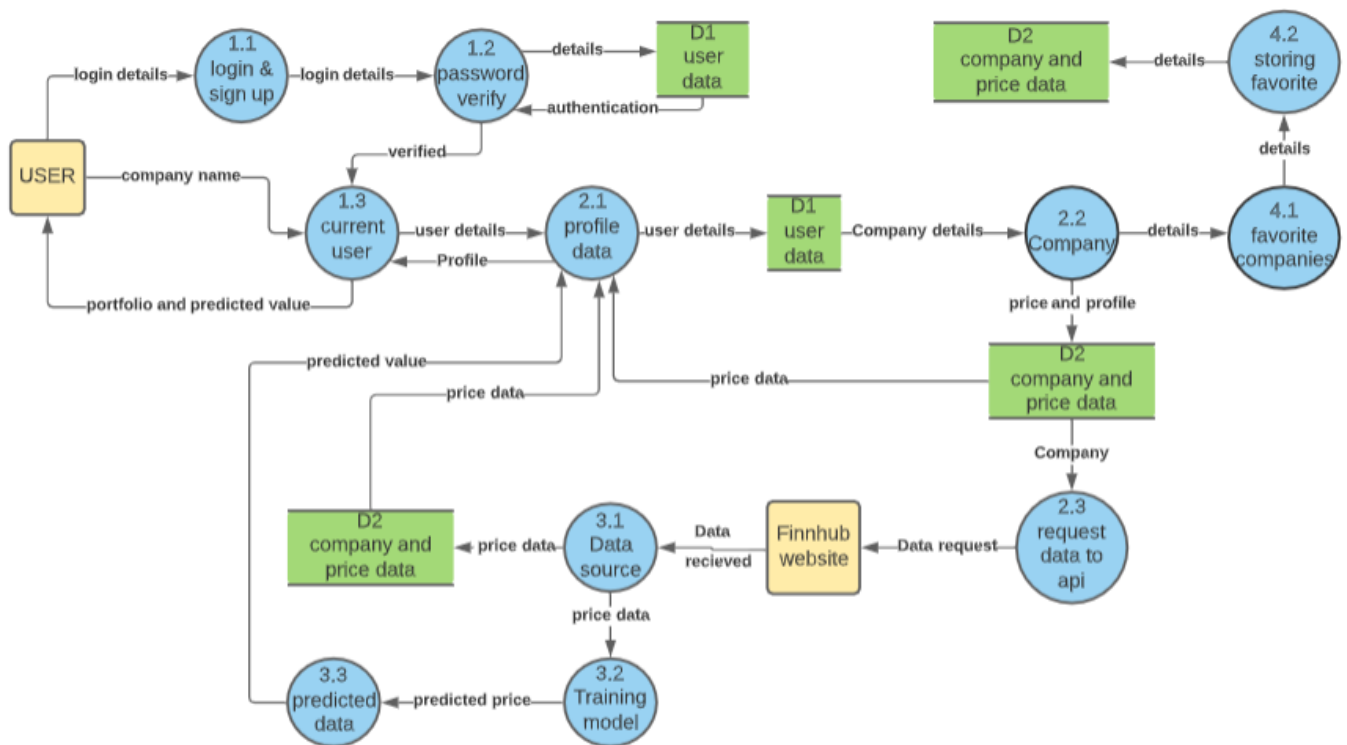 1.1
login &
sign up
1.2
password
verify
D1
user
data
D2
company and
price data
4.2
storing
favorite
login details
login details
details
authentication
details
USER
company name
verified
details
1.3
current
user
user details
Profile
2.1
profile
data
user details
D1
user
data
Company details
2.2
Company
details
4.1
favorite
companies
portfolio and predicted value
price and profile
predicted value
price data
price data
D2
company and
price data
Company
D2
company and
price data
price data
3.1
Data
source
Data
recieved
Finnhub
website
Data request
2.3
request
data to
api
price data
3.3
predicted
data
predicted price
3.2
Training
model